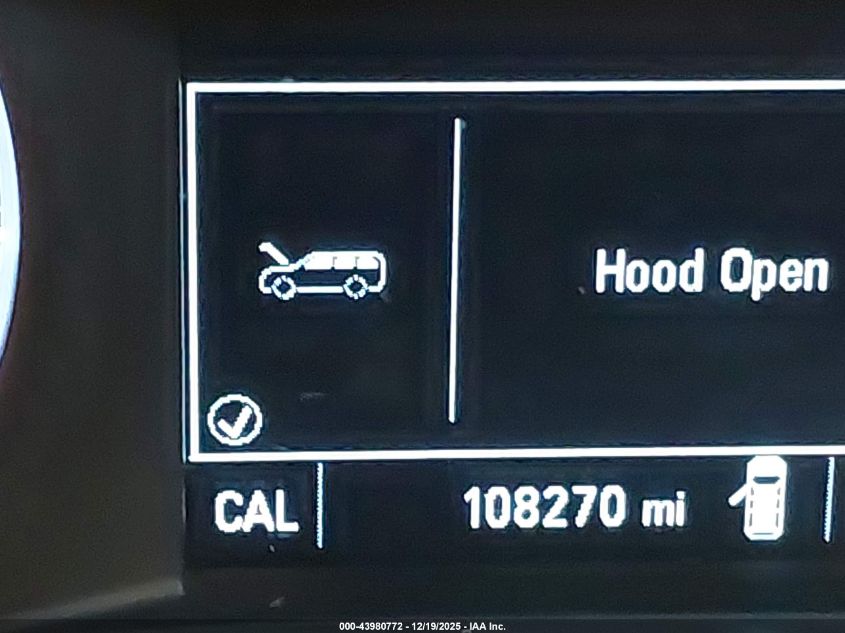 Hood Open
CAL 108270 mi
000-43980772 - 12/19/2025 - IAA Inc.